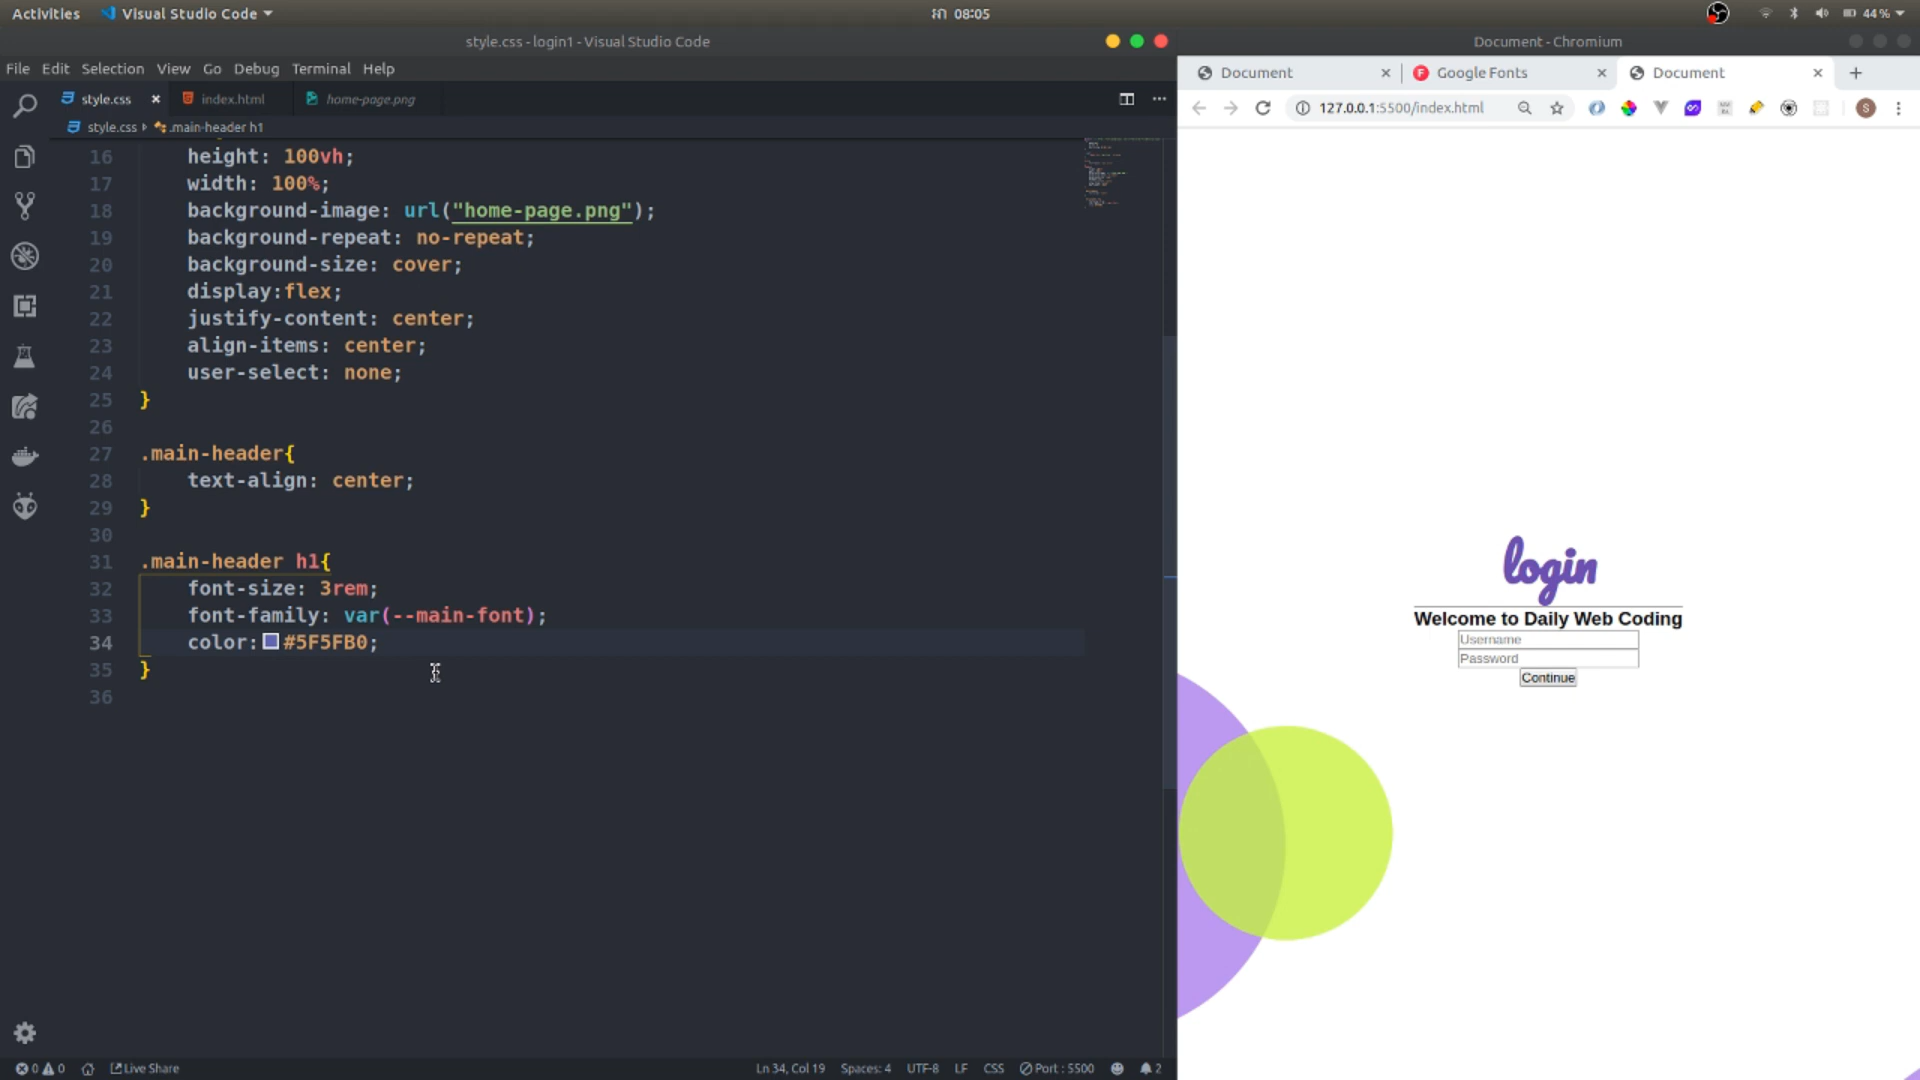 Activities
Visual Studio Code
08:05
44 %
style.css - login1 - Visual Studio Code
Document - Chromium
File Edit Selection View Go Debug Terminal Help
Document
Google Fonts
Document
style.css
index.html
home-page.png
127.0.0.1:5500/index.html
S
style.css
.main-header h1
16 height: 100vh;
17 width: 100%;
18 background-image: url("home-page.png");
19 background-repeat: no-repeat;
20 background-size: cover;
21 display:flex;
22 justify-content: center;
23 align-items: center;
24 user-select: none;
25 }
26
27 .main-header{
28 text-align: center;
29 }
30
31 .main-header h1{
32 font-size: 3rem;
33 font-family: var(--main-font);
34 color: #5F5FB0;
35 }
36
login
Welcome to Daily Web Coding
Username
Password
Continue
0 0
Live Share
Ln 34, Col 19
Spaces: 4
UTF-8
LF
CSS
Port : 5500
2